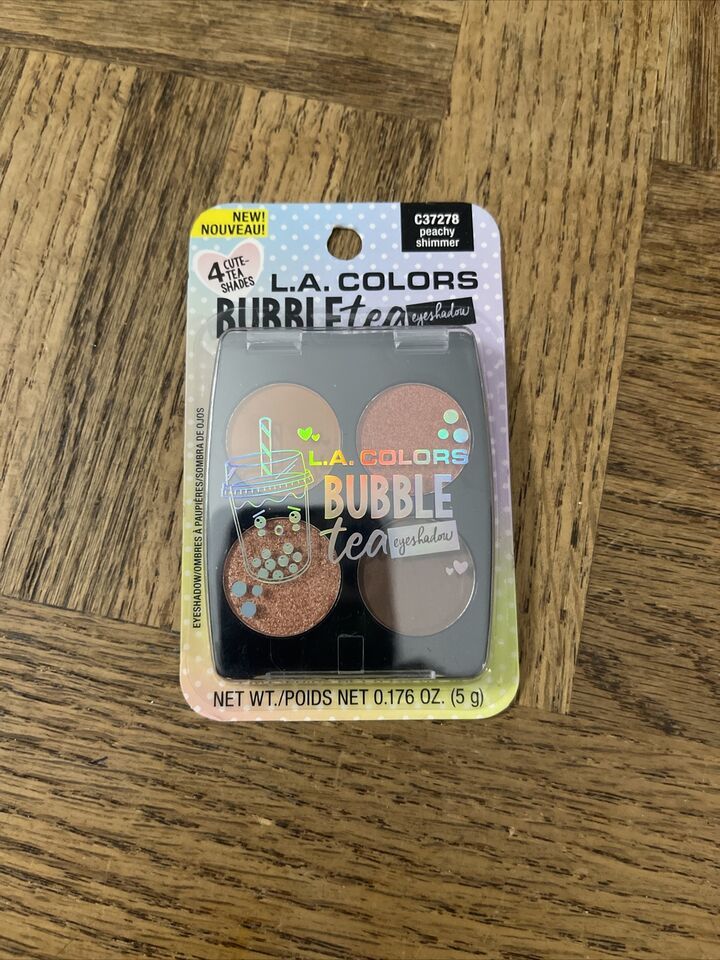 NEW!
NOUVEAU!
C37278
peachy
shimmer
4 CUTE-
TEA
SHADES
L.A. COLORS
BUBBLE tea eyeshadow
L.A. COLORS
BUBBLE
tea eyeshadow
EYESHADOW/OMBRES À PAUPIÈRES/SOMBRA DE OJOS
NET WT./POIDS NET 0.176 OZ. (5 g)